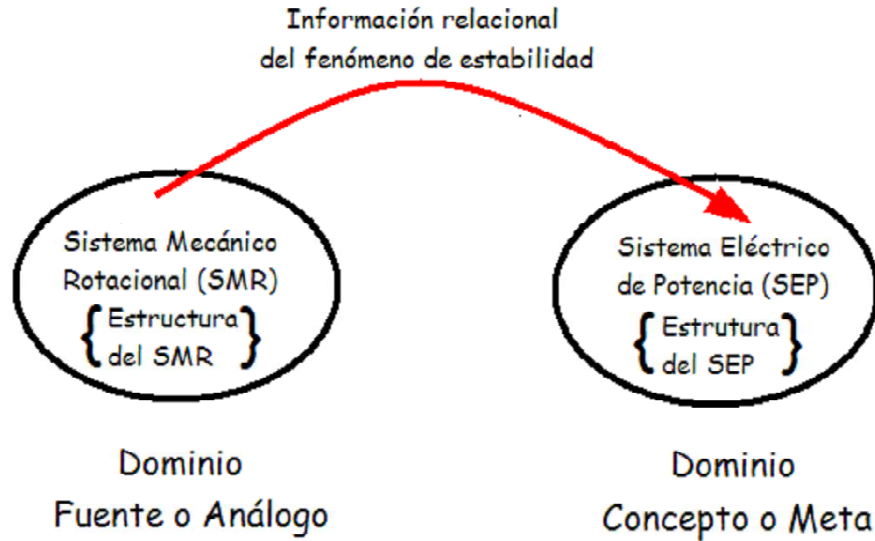 Información relacional
del fenómeno de estabilidad
Sistema Mecánico
Rotacional (SMR)
{ Estructura
del SMR }
Dominio
Fuente o Análogo
Sistema Eléctrico
de Potencia (SEP)
{ Estrutura
del SEP }
Dominio
Concepto o Meta